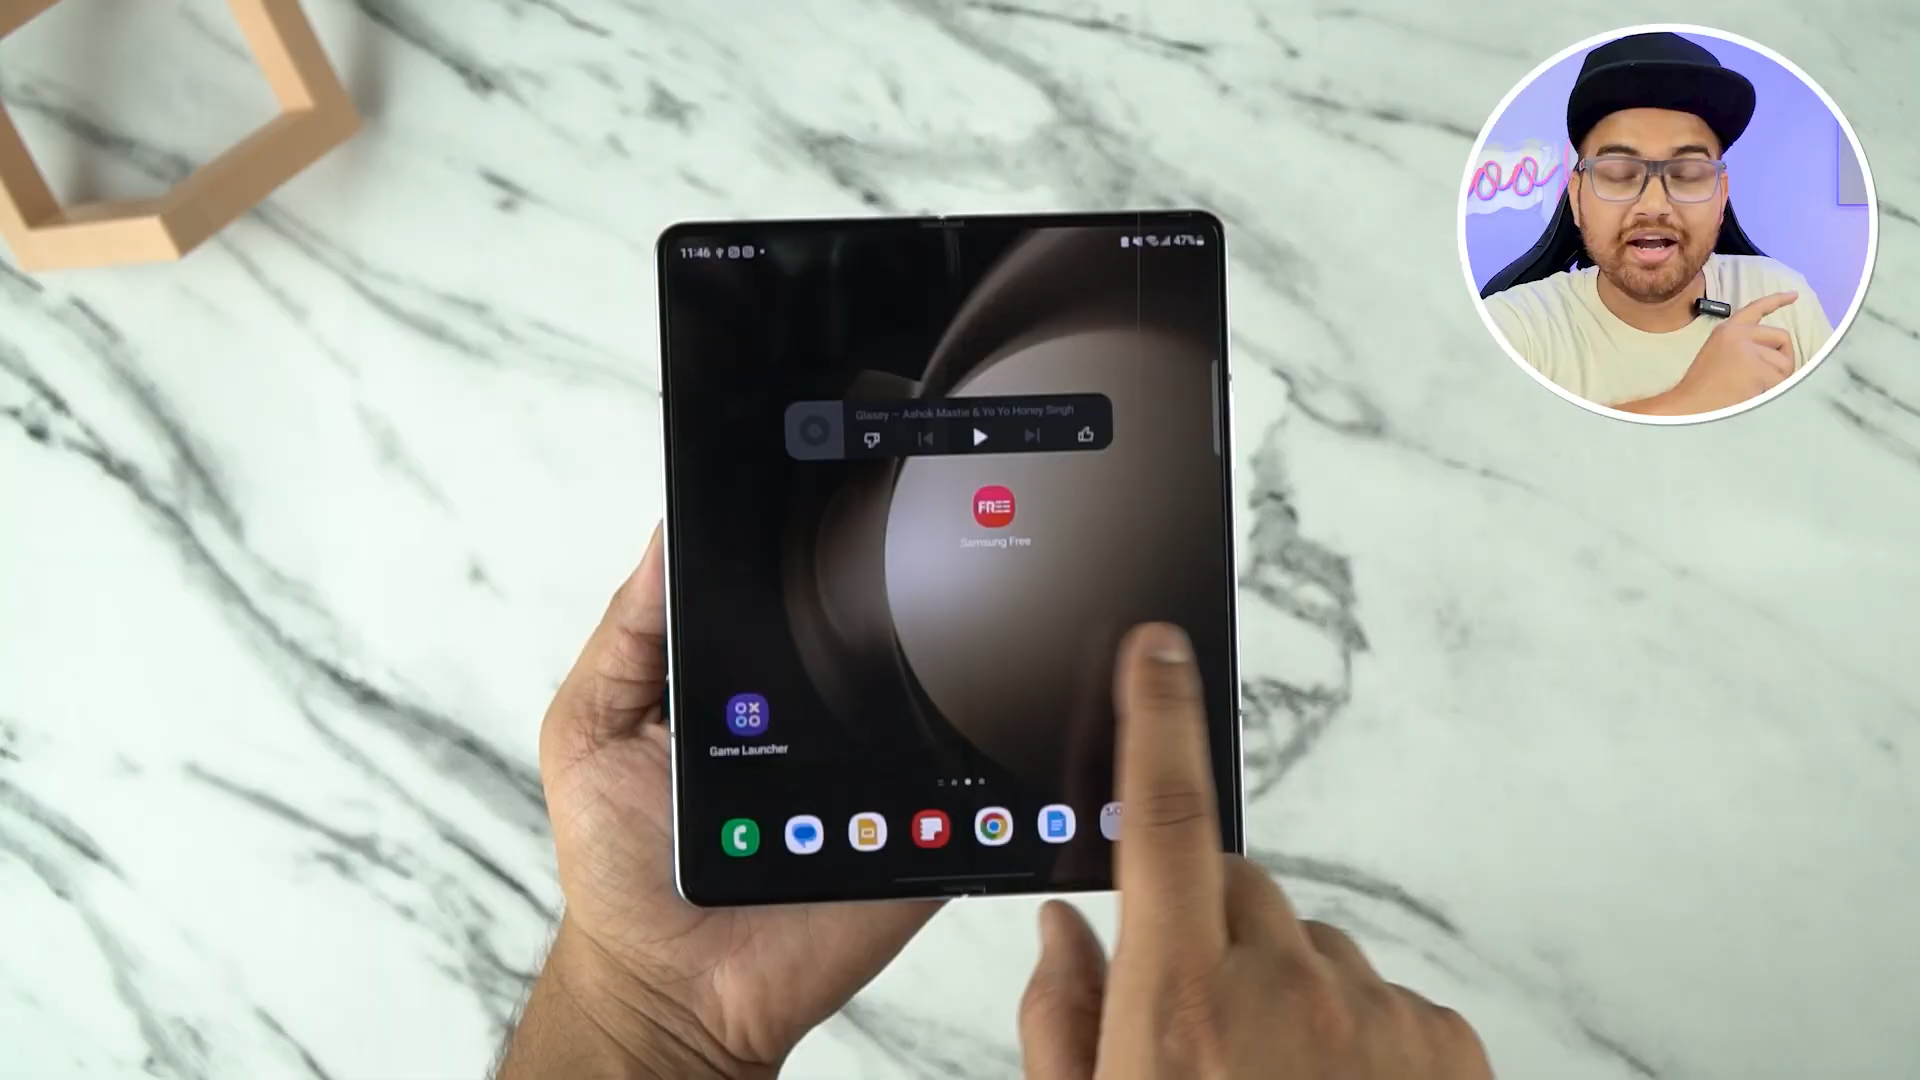 11:46
47%
Glassy – Ashok Mastie & Yo Yo Honey Singh
FREE
Samsung Free
Game Launcher